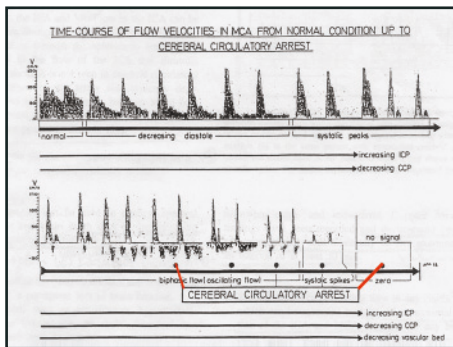 TIME-COURSE OF FLOW VELOCITIES IN MCA FROM NORMAL CONDITION UP TO
CEREBRAL CIRCULATORY ARREST
V
normal
decreasing diastole
systolic peaks
increasing ICP
decreasing CCP
V
no signal
biphasic flow (oscillating flow)
systolic spikes
zero
CEREBRAL CIRCULATORY ARREST
increasing ICP
decreasing CCP
decreasing vascular bed